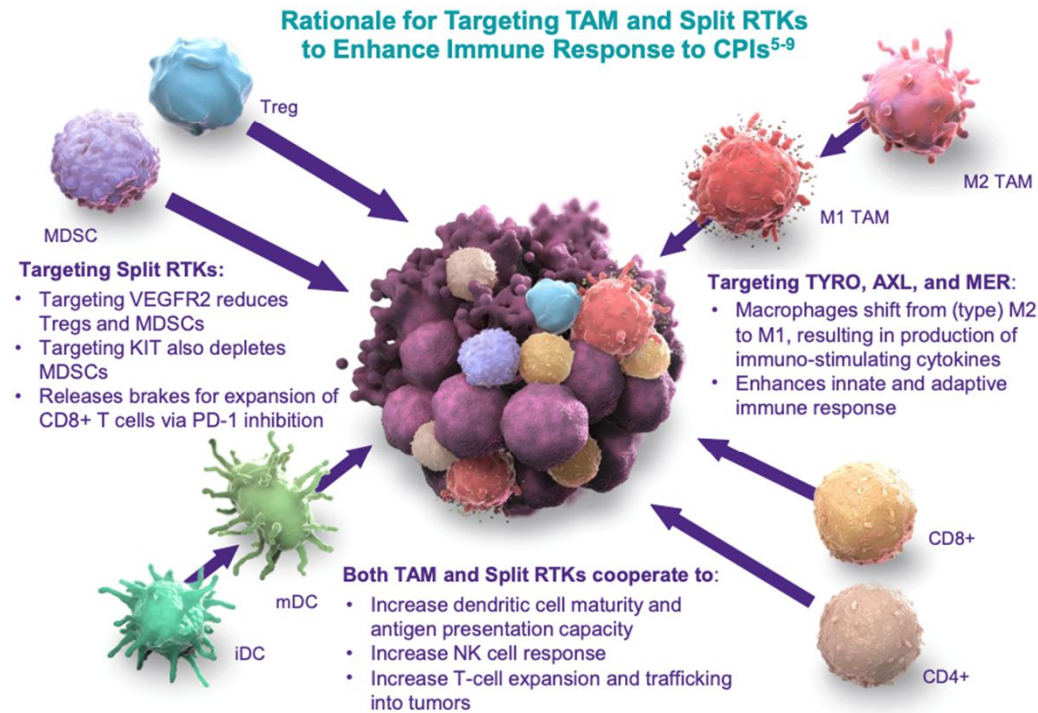 Rationale for Targeting TAM and Split RTKs
to Enhance Immune Response to CPIs5-9
Treg
MDSC
M2 TAM
M1 TAM
Targeting Split RTKs:
• Targeting VEGFR2 reduces
Tregs and MDSCs
• Targeting KIT also depletes
MDSCs
• Releases brakes for expansion of
CD8+ T cells via PD-1 inhibition
Targeting TYRO, AXL, and MER:
• Macrophages shift from (type) M2
to M1, resulting in production of
immuno-stimulating cytokines
• Enhances innate and adaptive
immune response
mDC
iDC
Both TAM and Split RTKs cooperate to:
• Increase dendritic cell maturity and
antigen presentation capacity
• Increase NK cell response
• Increase T-cell expansion and trafficking
into tumors
CD8+
CD4+